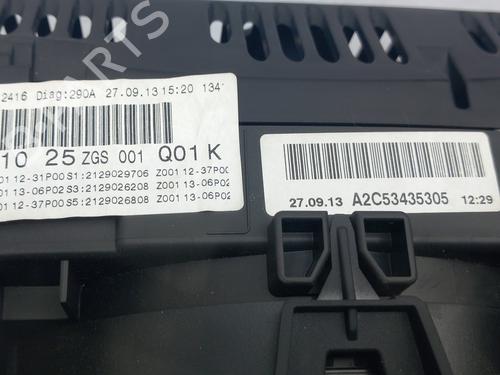 2416 Diag:290A 27.09.13 15:20 134
10 25 ZGS 001 Q01 K
01 12-31P00 S1:2129029706 Z001 12-37P00
01 13-06P02 S3:2129026208 Z001 13-06P02
01 12-37P00 S5:2129026808 Z001 13-06P02
27.09.13 A2C53435305 12:29
PARTS